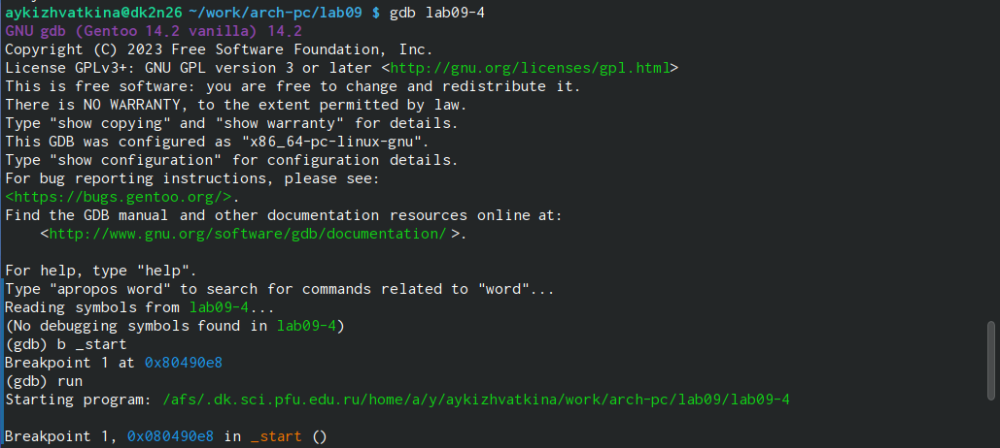 aykizhvatkina@dk2n26 ~/work/arch-pc/lab09 $ gdb lab09-4
GNU gdb (Gentoo 14.2 vanilla) 14.2
Copyright (C) 2023 Free Software Foundation, Inc.
License GPLv3+: GNU GPL version 3 or later <http://gnu.org/licenses/gpl.html>
This is free software: you are free to change and redistribute it.
There is NO WARRANTY, to the extent permitted by law.
Type "show copying" and "show warranty" for details.
This GDB was configured as "x86_64-pc-linux-gnu".
Type "show configuration" for configuration details.
For bug reporting instructions, please see:
<https://bugs.gentoo.org/>.
Find the GDB manual and other documentation resources online at:
    <http://www.gnu.org/software/gdb/documentation/>.

For help, type "help".
Type "apropos word" to search for commands related to "word"...
Reading symbols from lab09-4...
(No debugging symbols found in lab09-4)
(gdb) b _start
Breakpoint 1 at 0x80490e8
(gdb) run
Starting program: /afs/.dk.sci.pfu.edu.ru/home/a/y/aykizhvatkina/work/arch-pc/lab09/lab09-4

Breakpoint 1, 0x080490e8 in _start ()